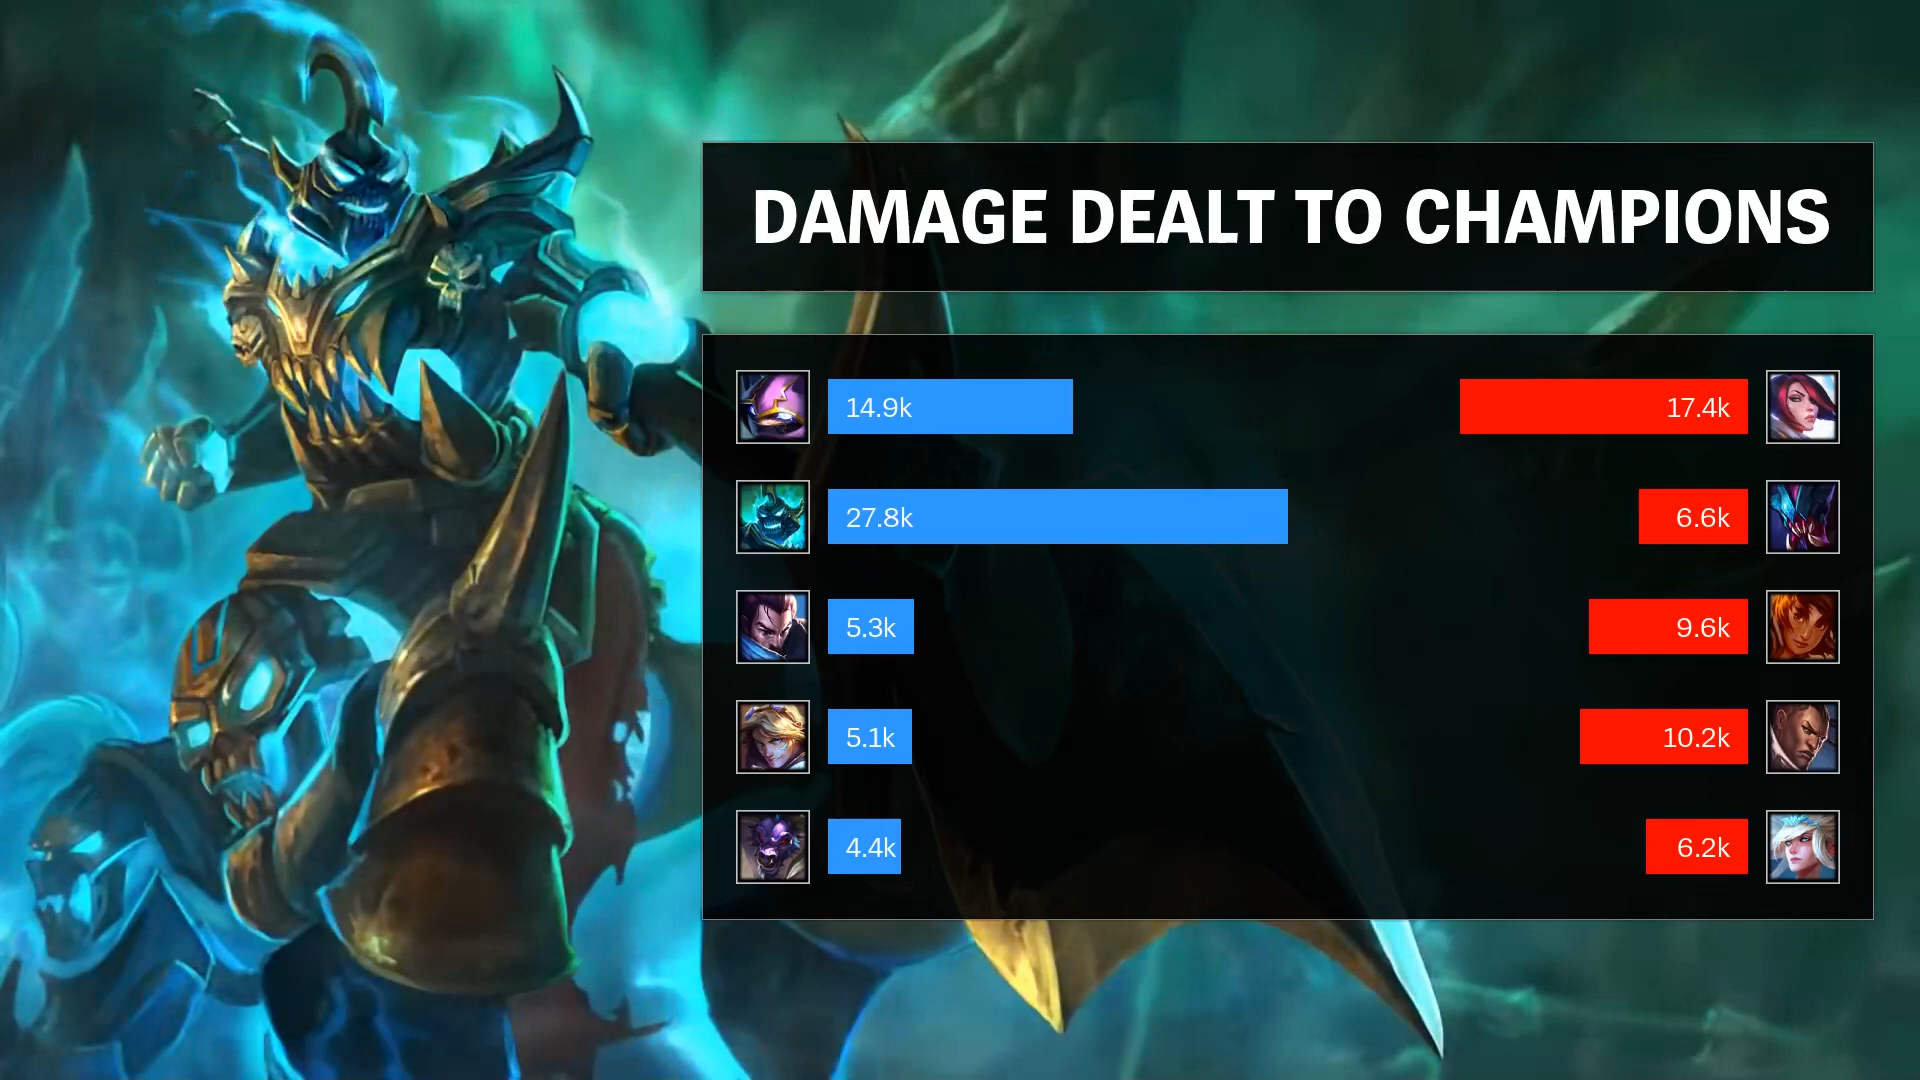 DAMAGE DEALT TO CHAMPIONS
14.9k 17.4k
27.8k 6.6k
5.3k 9.6k
5.1k 10.2k
4.4k 6.2k